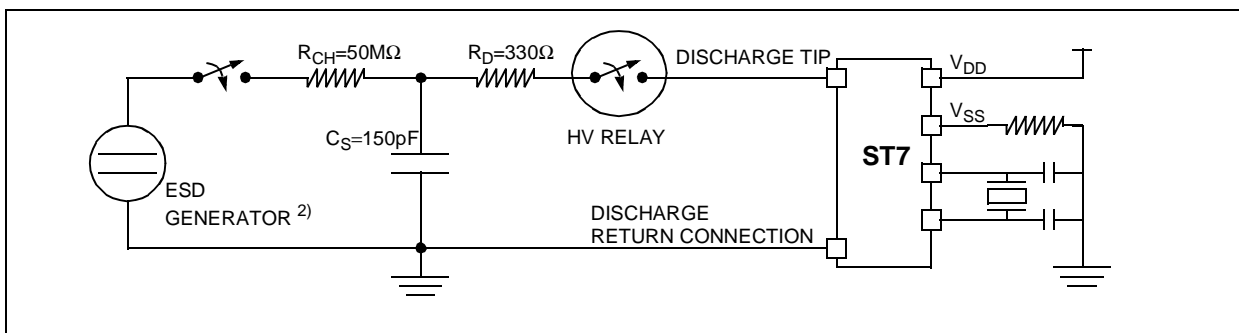 R_CH=50MΩ
R_D=330Ω
DISCHARGE TIP
V_DD
HV RELAY
V_SS
C_S=150pF
ST7
ESD
GENERATOR 2)
DISCHARGE
RETURN CONNECTION